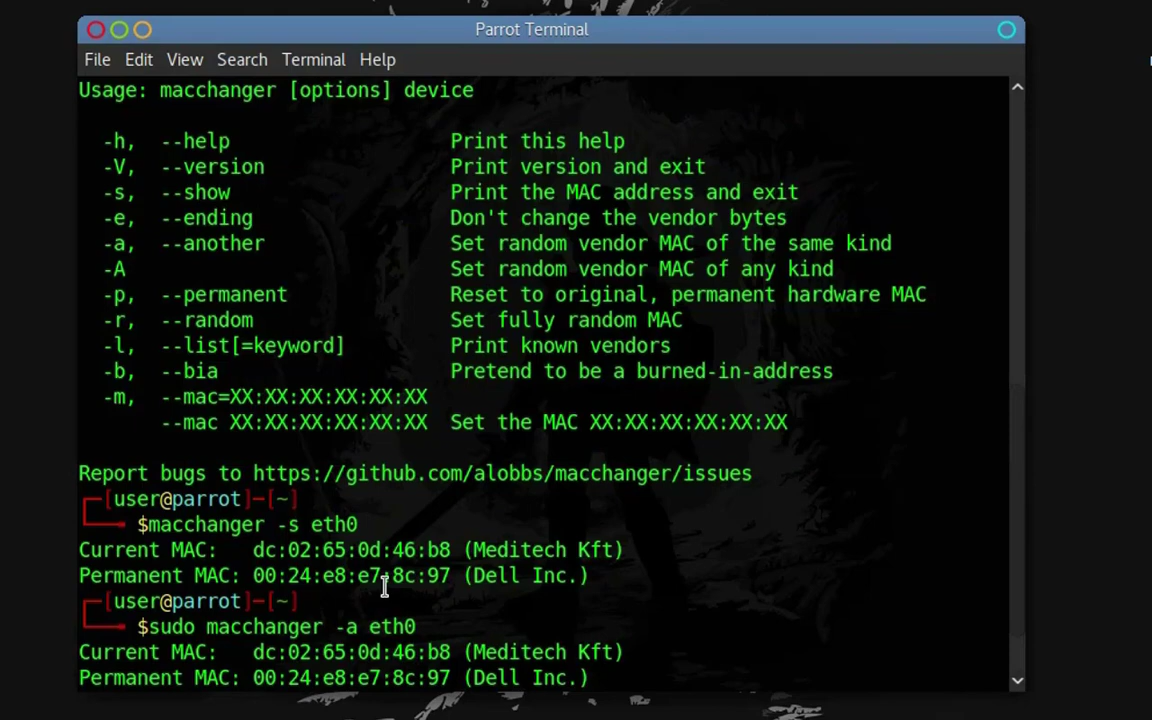 Parrot Terminal
File Edit View Search Terminal Help
Usage: macchanger [options] device
-h, --help Print this help
-V, --version Print version and exit
-s, --show Print the MAC address and exit
-e, --ending Don't change the vendor bytes
-a, --another Set random vendor MAC of the same kind
-A Set random vendor MAC of any kind
-p, --permanent Reset to original, permanent hardware MAC
-r, --random Set fully random MAC
-l, --list[=keyword] Print known vendors
-b, --bia Pretend to be a burned-in-address
-m, --mac=XX:XX:XX:XX:XX:XX
--mac XX:XX:XX:XX:XX:XX Set the MAC XX:XX:XX:XX:XX:XX
Report bugs to https://github.com/alobbs/macchanger/issues
┌─[user@parrot]─[~]
└──╼ $macchanger -s eth0
Current MAC: dc:02:65:0d:46:b8 (Meditech Kft)
Permanent MAC: 00:24:e8:e7:8c:97 (Dell Inc.)
┌─[user@parrot]─[~]
└──╼ $sudo macchanger -a eth0
Current MAC: dc:02:65:0d:46:b8 (Meditech Kft)
Permanent MAC: 00:24:e8:e7:8c:97 (Dell Inc.)